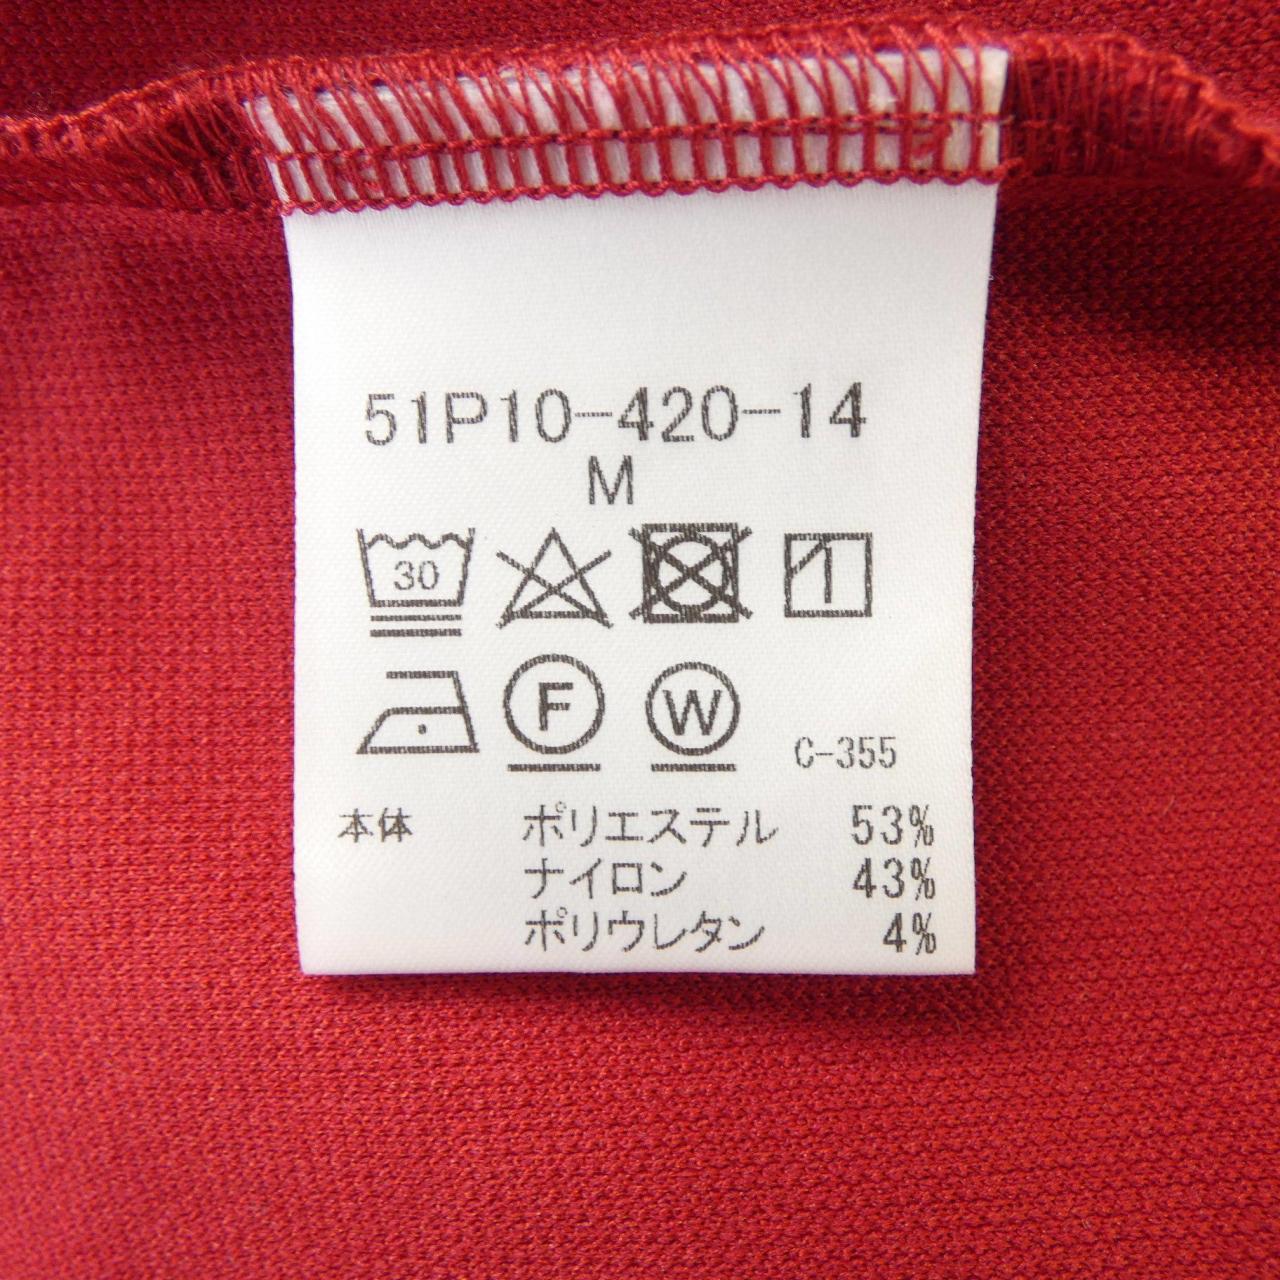 51P10-420-14
M
30
F W C-355
本体 ポリエステル 53%
ナイロン 43%
ポリウレタン 4%